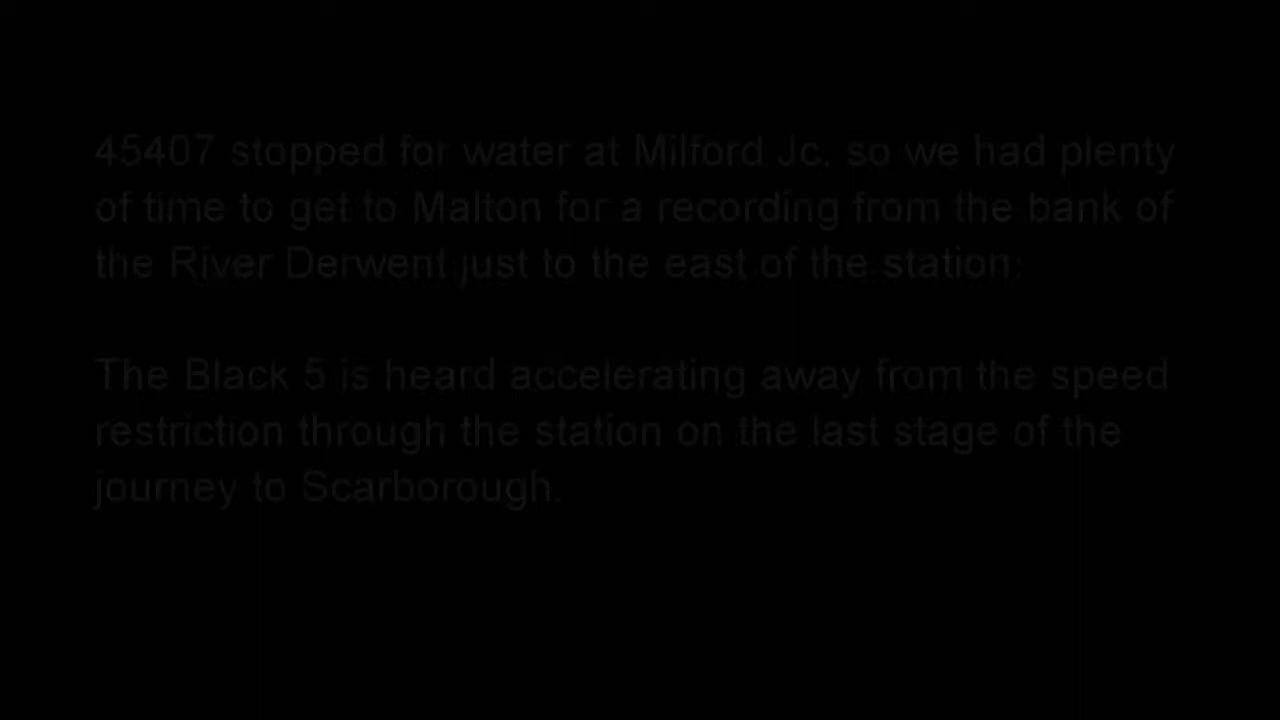 45407 stopped for water at Milford Jc. so we had plenty
of time to get to Malton for a recording from the bank of
the River Derwent just to the east of the station:
The Black 5 is heard accelerating away from the speed
restriction through the station on the last stage of the
journey to Scarborough.